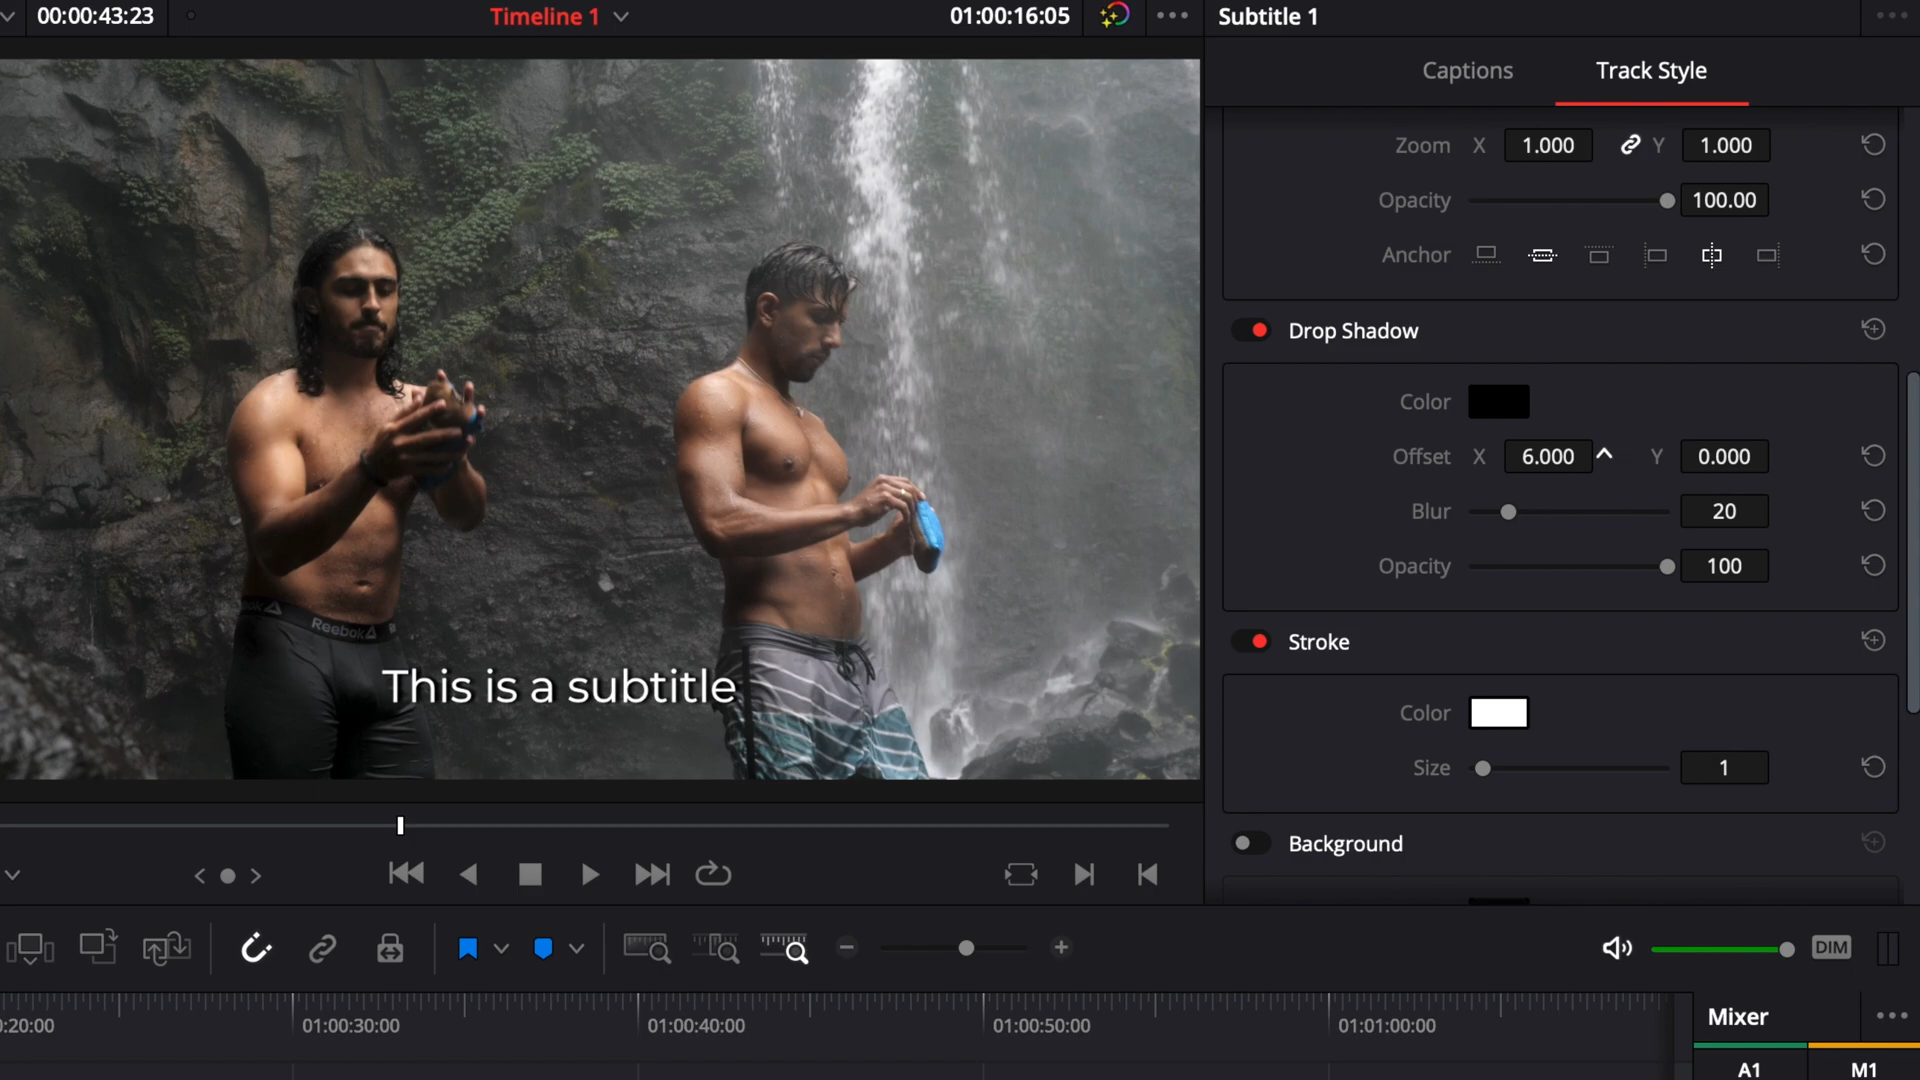 00:00:43:23
Timeline 1
01:00:16:05
Subtitle 1
Captions
Track Style
Zoom X 1.000 Y 1.000
Opacity 100.00
Anchor
Drop Shadow
Color
Offset X 6.000 Y 0.000
Blur 20
Opacity 100
Stroke
Color
Size 1
Background
Reebok
This is a subtitle
DIM
:20:00
01:00:30:00
01:00:40:00
01:00:50:00
01:01:00:00
Mixer
A1
M1